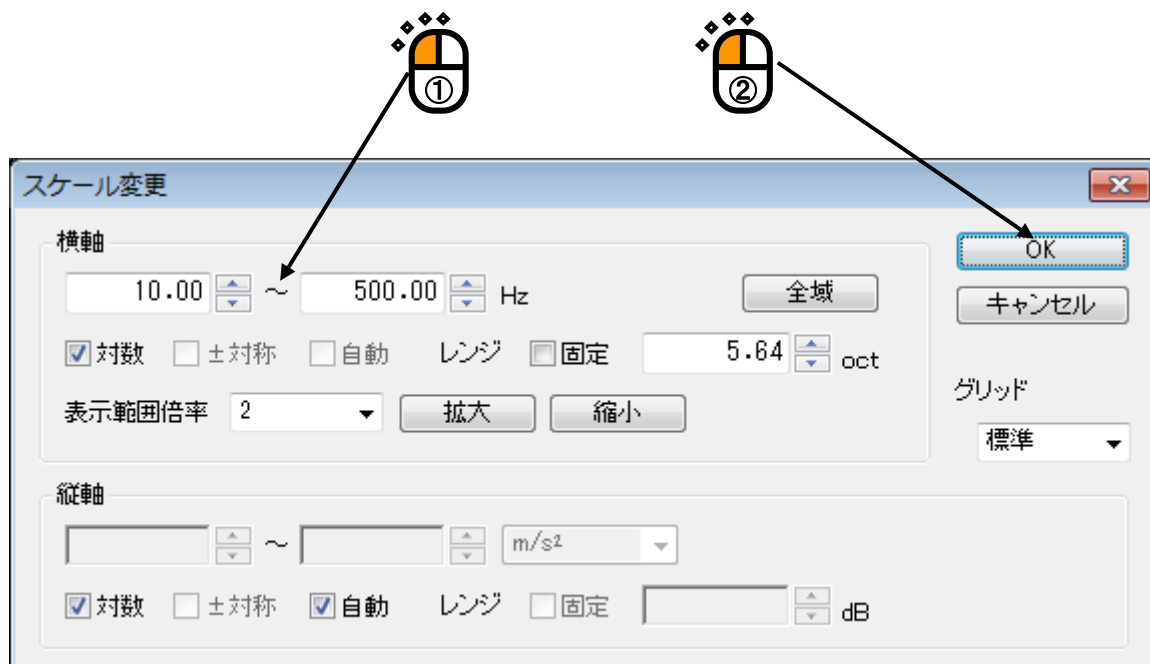 ① ②
スケール変更
横軸
10.00 ～ 500.00 Hz 全域
対数 ±対称 自動 レンジ 固定 5.64 oct
表示範囲倍率 2 拡大 縮小
OK
キャンセル
グリッド
標準
縦軸
～ m/s²
対数 ±対称 自動 レンジ 固定 dB